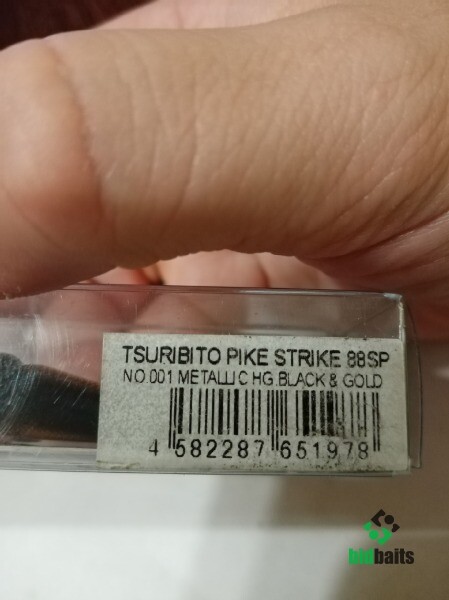 TSURIBITO PIKE STRIKE 88SP
NO.001 METALLIC HG.BLACK & GOLD
4 582287 651978
bidbaits